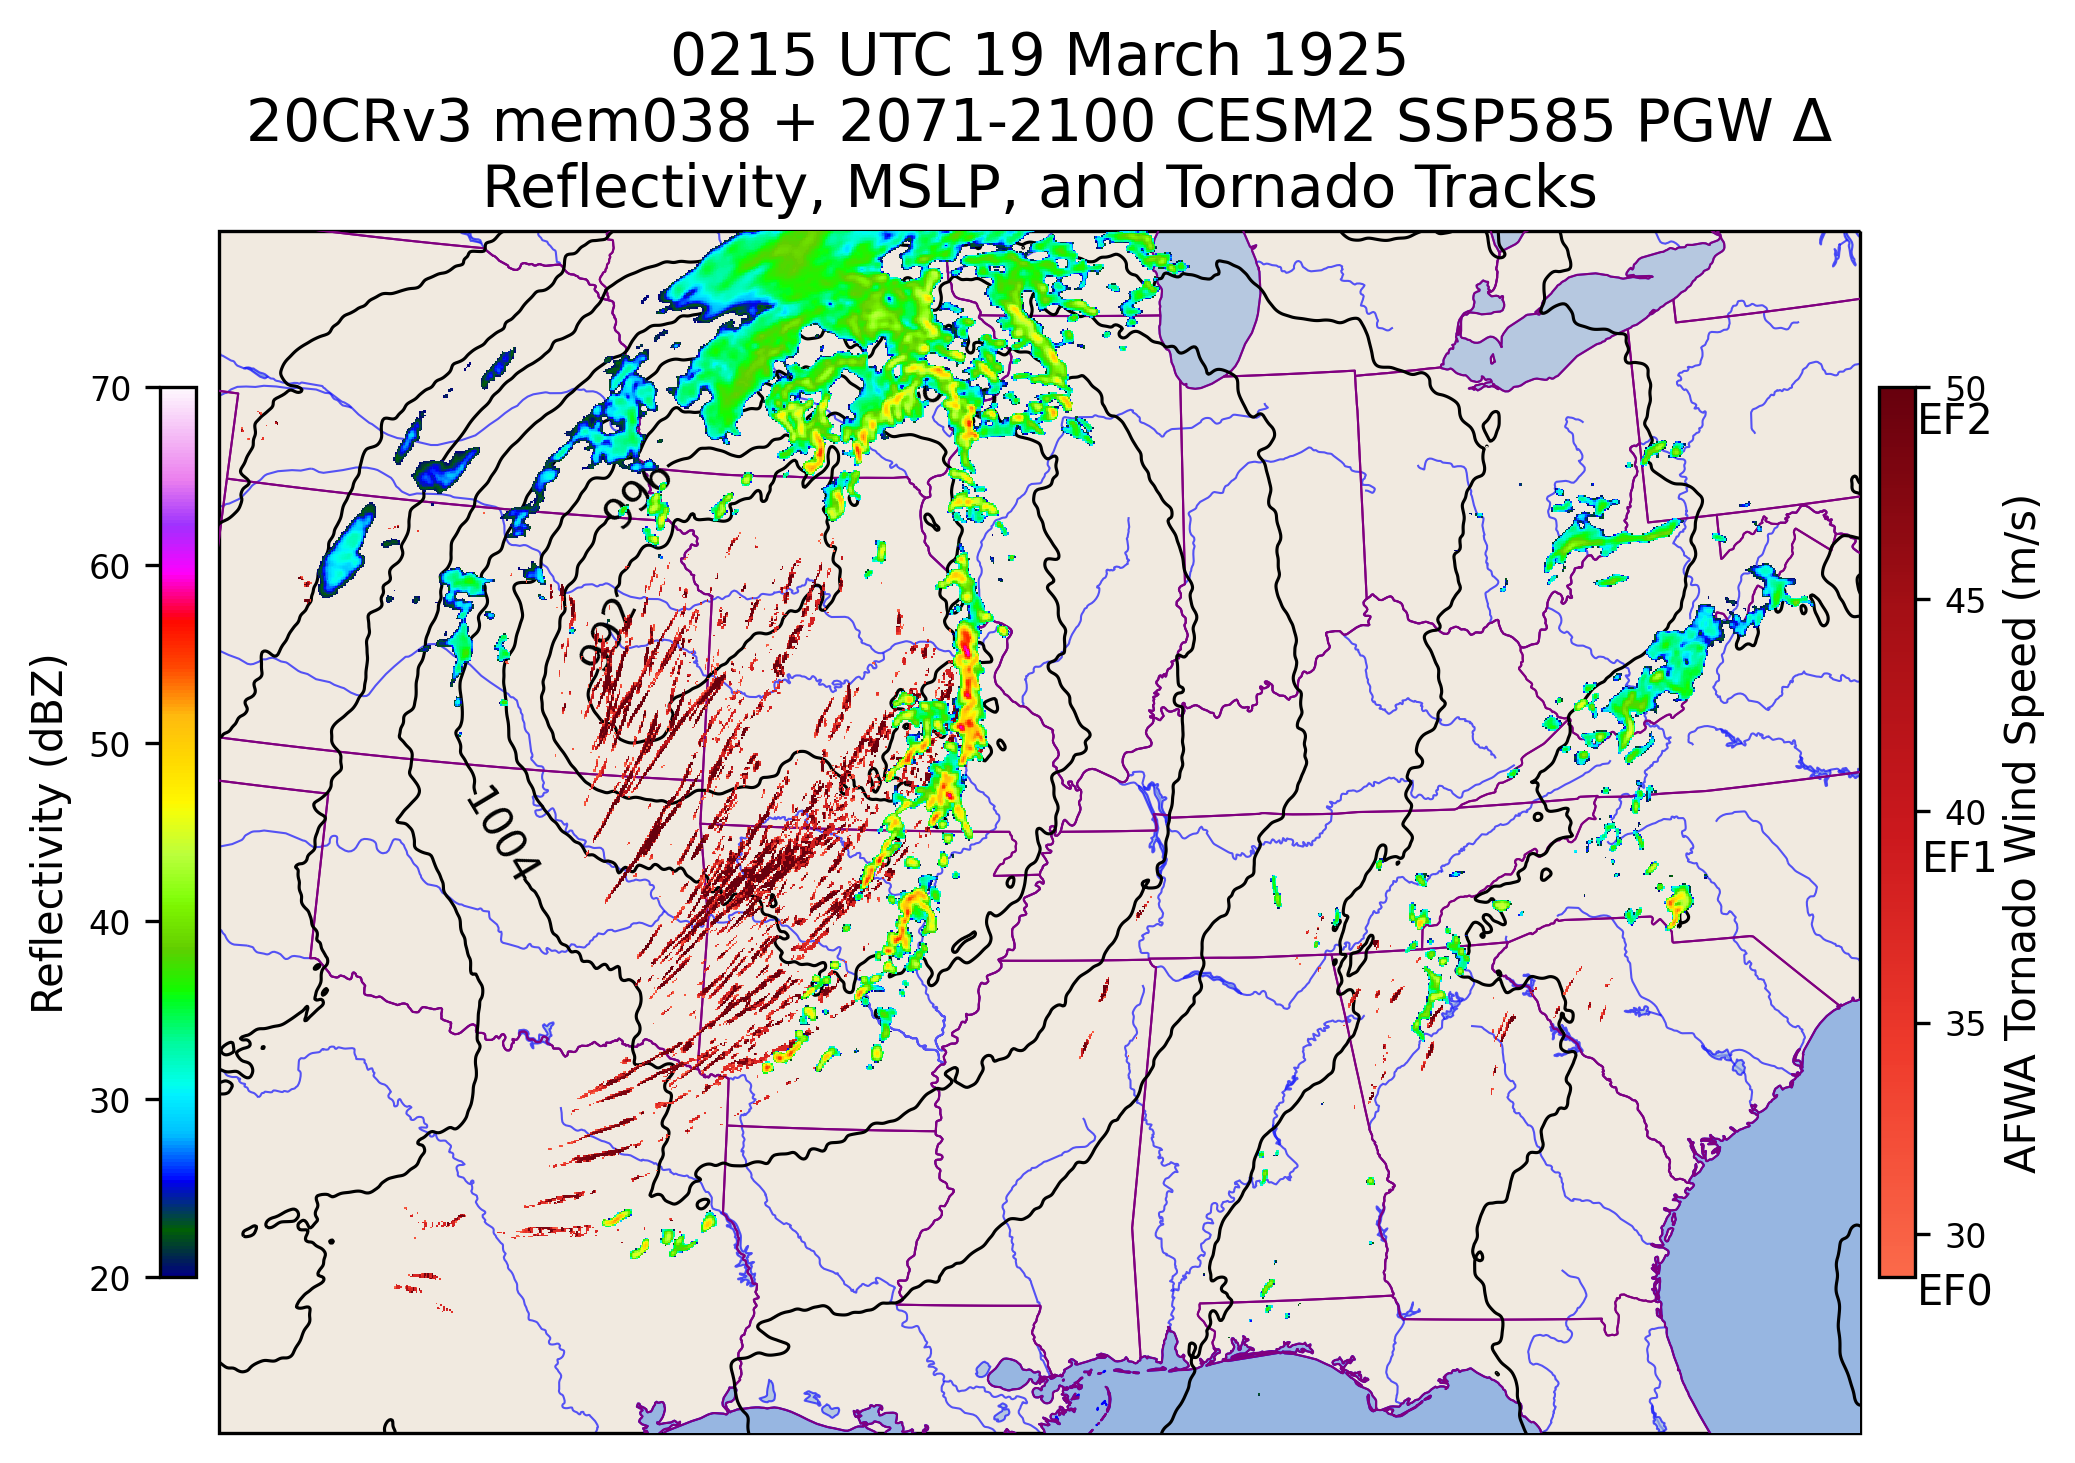 0215 UTC 19 March 1925
20CRv3 mem038 + 2071-2100 CESM2 SSP585 PGW Δ
Reflectivity, MSLP, and Tornado Tracks
70
60
50
40
30
20
Reflectivity (dBZ)
996
992
1004
50
EF2
45
40
EF1
35
30
EF0
AFWA Tornado Wind Speed (m/s)